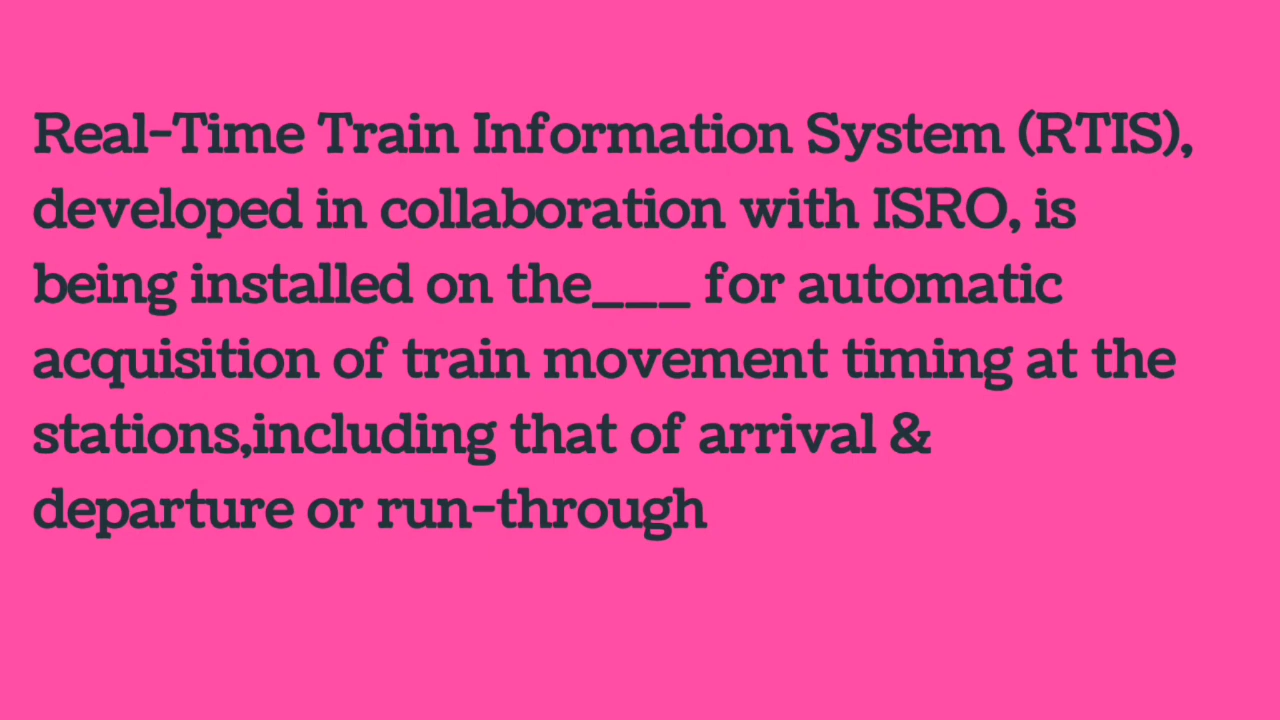 Real-Time Train Information System (RTIS),
developed in collaboration with ISRO, is
being installed on the___ for automatic
acquisition of train movement timing at the
stations,including that of arrival &
departure or run-through